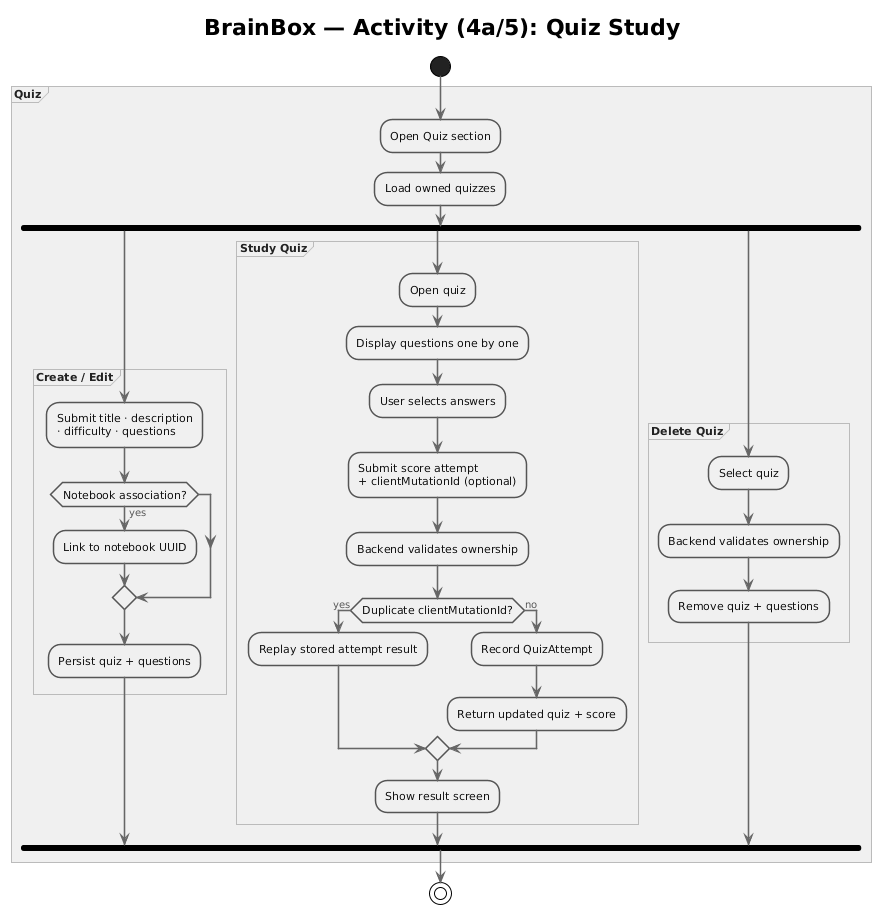 BrainBox — Activity (4a/5): Quiz Study
Quiz
Open Quiz section
Load owned quizzes
Create / Edit
Submit title · description
· difficulty · questions
Notebook association?
yes
Link to notebook UUID
Persist quiz + questions
Study Quiz
Open quiz
Display questions one by one
User selects answers
Submit score attempt
+ clientMutationId (optional)
Backend validates ownership
Duplicate clientMutationId?
yes
no
Replay stored attempt result
Record QuizAttempt
Return updated quiz + score
Show result screen
Delete Quiz
Select quiz
Backend validates ownership
Remove quiz + questions